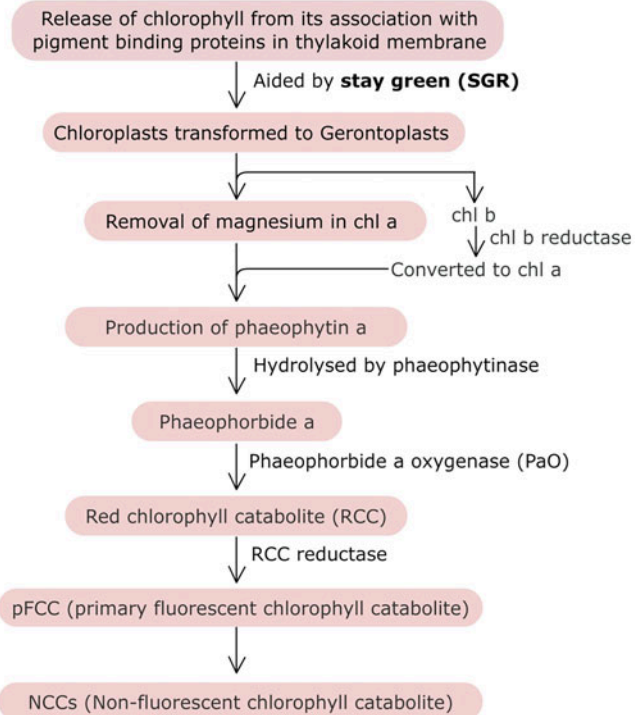 Release of chlorophyll from its association with
pigment binding proteins in thylakoid membrane
Aided by stay green (SGR)
Chloroplasts transformed to Gerontoplasts
Removal of magnesium in chl a
chl b
chl b reductase
Converted to chl a
Production of phaeophytin a
Hydrolysed by phaeophytinase
Phaeophorbide a
Phaeophorbide a oxygenase (PaO)
Red chlorophyll catabolite (RCC)
RCC reductase
pFCC (primary fluorescent chlorophyll catabolite)
NCCs (Non-fluorescent chlorophyll catabolite)